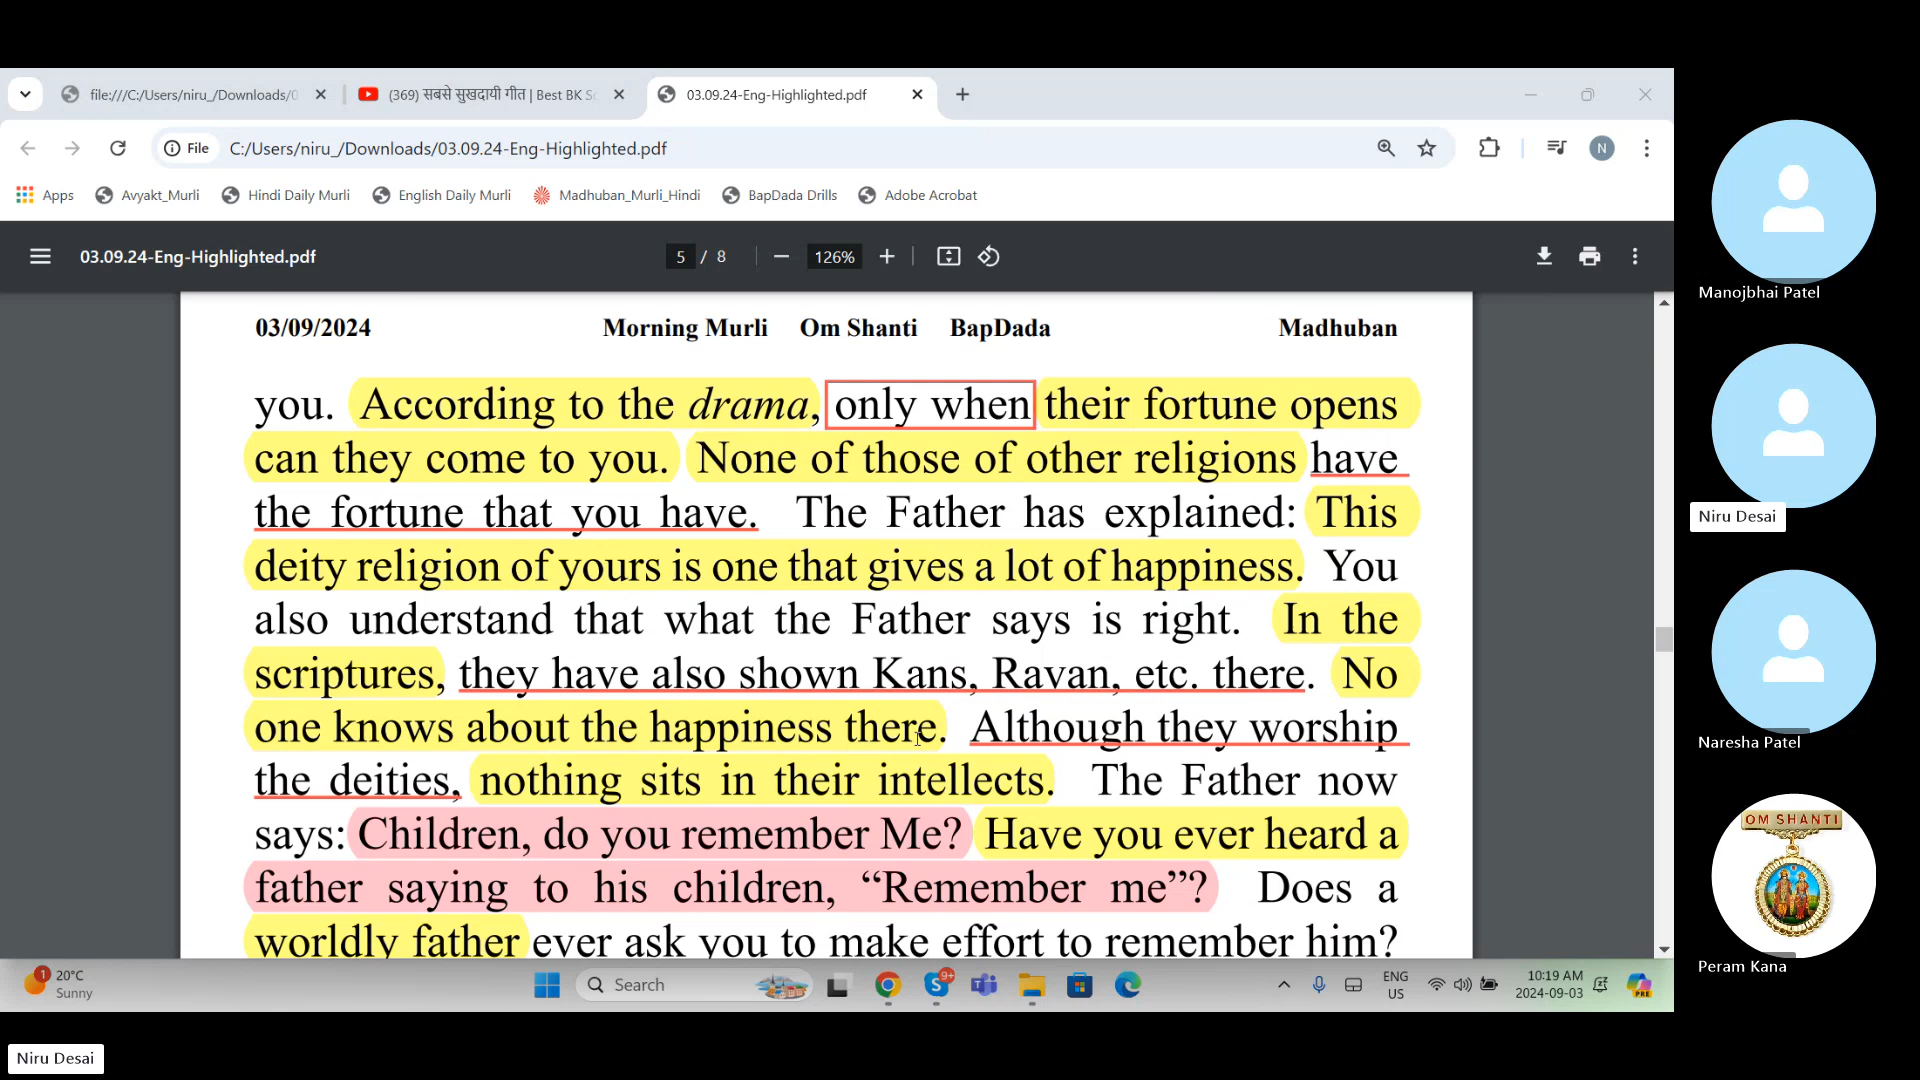 file:///C:/Users/niru_/Downloads/0
(369) सबसे सुखदायी गीत | Best BK So
03.09.24-Eng-Highlighted.pdf
File
C:/Users/niru_/Downloads/03.09.24-Eng-Highlighted.pdf
N
Apps
Avyakt_Murli
Hindi Daily Murli
English Daily Murli
Madhuban_Murli_Hindi
BapDada Drills
Adobe Acrobat
03.09.24-Eng-Highlighted.pdf
5 / 8
126%
03/09/2024 Morning Murli Om Shanti BapDada Madhuban
you. According to the drama, only when their fortune opens
can they come to you. None of those of other religions have
the fortune that you have. The Father has explained: This
deity religion of yours is one that gives a lot of happiness. You
also understand that what the Father says is right. In the
scriptures, they have also shown Kans, Ravan, etc. there. No
one knows about the happiness there. Although they worship
the deities, nothing sits in their intellects. The Father now
says: Children, do you remember Me? Have you ever heard a
father saying to his children, “Remember me”? Does a
worldly father ever ask you to make effort to remember him?
Manojbhai Patel
Niru Desai
Naresha Patel
OM SHANTI
Peram Kana
1
20°C
Sunny
Search
9+
ENG
US
10:19 AM
2024-09-03
PRE
Niru Desai